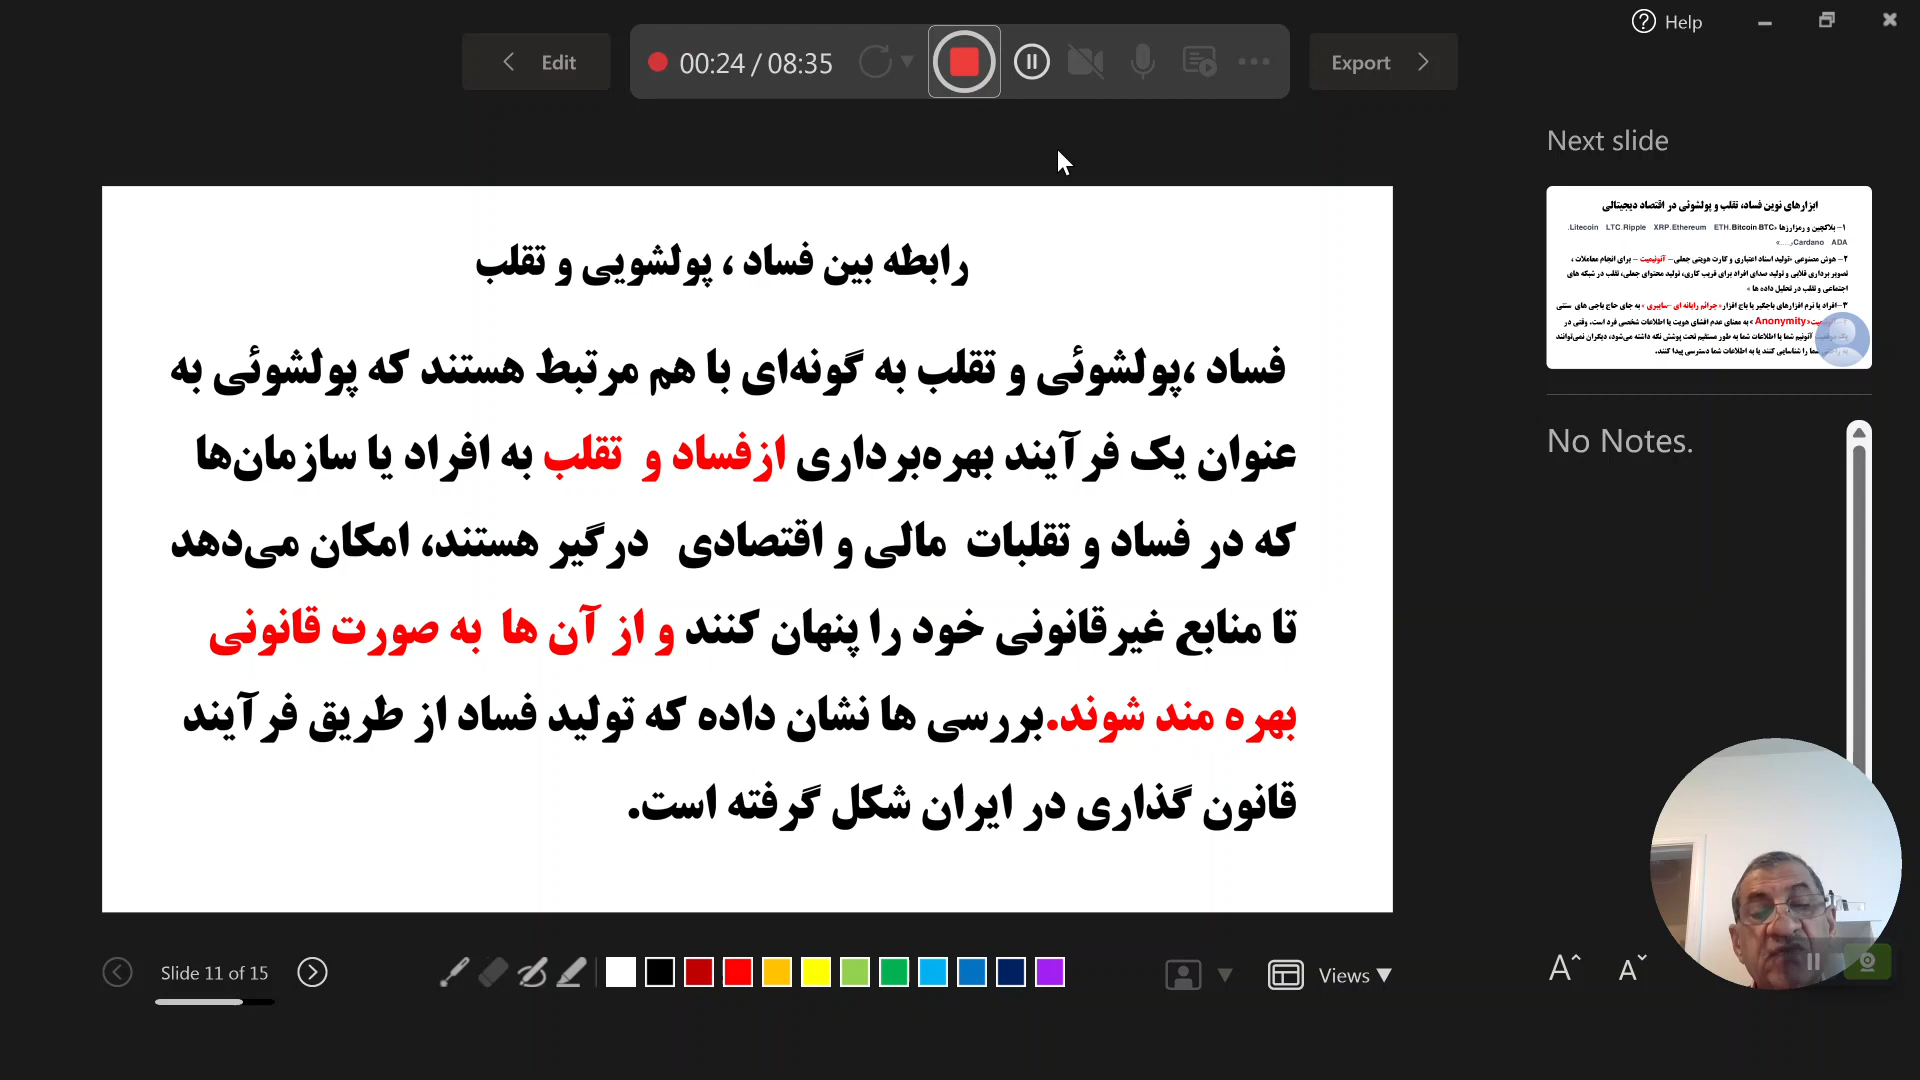 Help
Edit
00:24 / 08:35
Export
Next slide
ابزارهای نوین فساد، تقلب و پولشوئی در اقتصاد دیجیتالی
رابطه بین فساد ، پولشویی و تقلب
فساد ،پولشوئی و تقلب به گونه‌ای با هم مرتبط هستند که پولشوئی به
عنوان یک فرآیند بهره‌برداری ازفساد و تقلب به افراد یا سازمان‌ها
که در فساد و تقلبات مالی و اقتصادی درگیر هستند، امکان می‌دهد
تا منابع غیرقانونی خود را پنهان کنند و از آن ها به صورت قانونی
بهره مند شوند.بررسی ها نشان داده که تولید فساد از طریق فرآیند
قانون گذاری در ایران شکل گرفته است.
No Notes.
Slide 11 of 15
Views